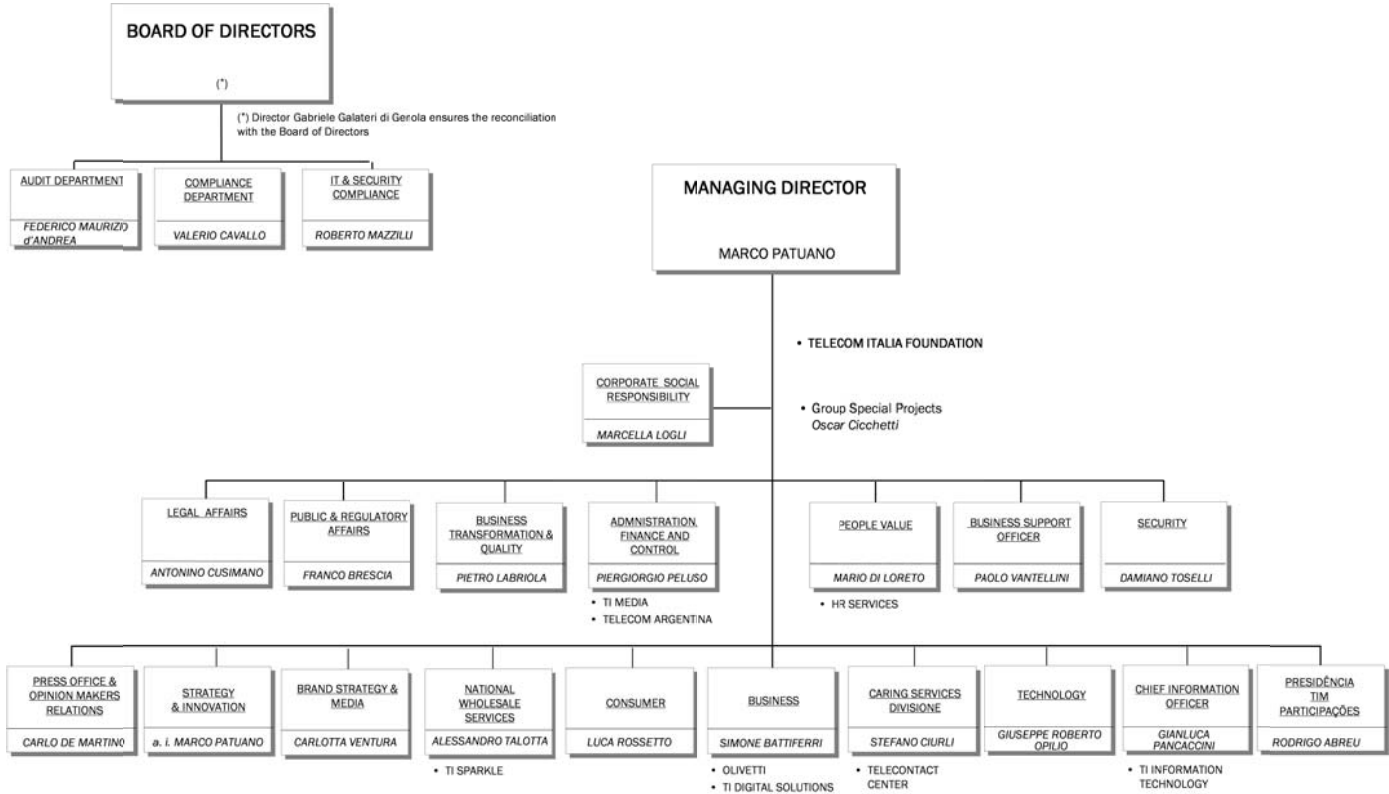 BOARD OF DIRECTORS
(*)
(*) Director Gabriele Galateri di Genola ensures the reconciliation
with the Board of Directors
AUDIT DEPARTMENT
FEDERICO MAURIZIO
d'ANDREA
COMPLIANCE
DEPARTMENT
VALERIO CAVALLO
IT & SECURITY
COMPLIANCE
ROBERTO MAZZILLI
MANAGING DIRECTOR
MARCO PATUANO
• TELECOM ITALIA FOUNDATION
CORPORATE SOCIAL
RESPONSIBILITY
MARCELLA LOGLI
• Group Special Projects
Oscar Cicchetti
LEGAL AFFAIRS
ANTONINO CUSIMANO
PUBLIC & REGULATORY
AFFAIRS
FRANCO BRESCIA
BUSINESS
TRANSFORMATION &
QUALITY
PIETRO LABRIOLA
ADMNISTRATION,
FINANCE AND
CONTROL
PIERGIORGIO PELUSO
• TI MEDIA
• TELECOM ARGENTINA
PEOPLE VALUE
MARIO DI LORETO
• HR SERVICES
BUSINESS SUPPORT
OFFICER
PAOLO VANTELLINI
SECURITY
DAMIANO TOSELLI
PRESS OFFICE &
OPINION MAKERS
RELATIONS
CARLO DE MARTINO
STRATEGY
& INNOVATION
a. i. MARCO PATUANO
BRAND STRATEGY &
MEDIA
CARLOTTA VENTURA
NATIONAL
WHOLESALE
SERVICES
ALESSANDRO TALOTTA
• TI SPARKLE
CONSUMER
LUCA ROSSETTO
BUSINESS
SIMONE BATTIFERRI
• OLIVETTI
• TI DIGITAL SOLUTIONS
CARING SERVICES
DIVISIONE
STEFANO CIURLI
• TELECONTACT
CENTER
TECHNOLOGY
GIUSEPPE ROBERTO
OPILIO
CHIEF INFORMATION
OFFICER
GIANLUCA
PANCACCINI
• TI INFORMATION
TECHNOLOGY
PRESIDÊNCIA
TIM
PARTICIPAÇÕES
RODRIGO ABREU